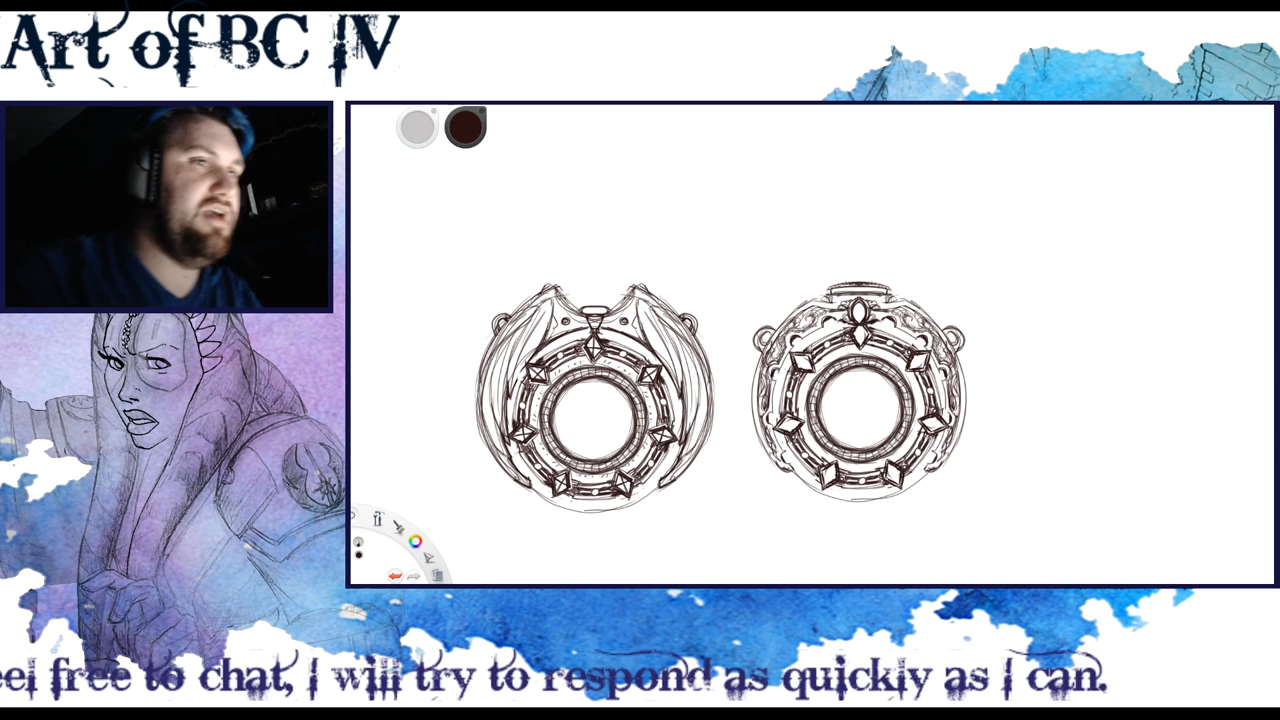 Art of BC IV
eel free to chat, I will try to respond as quickly as I can.